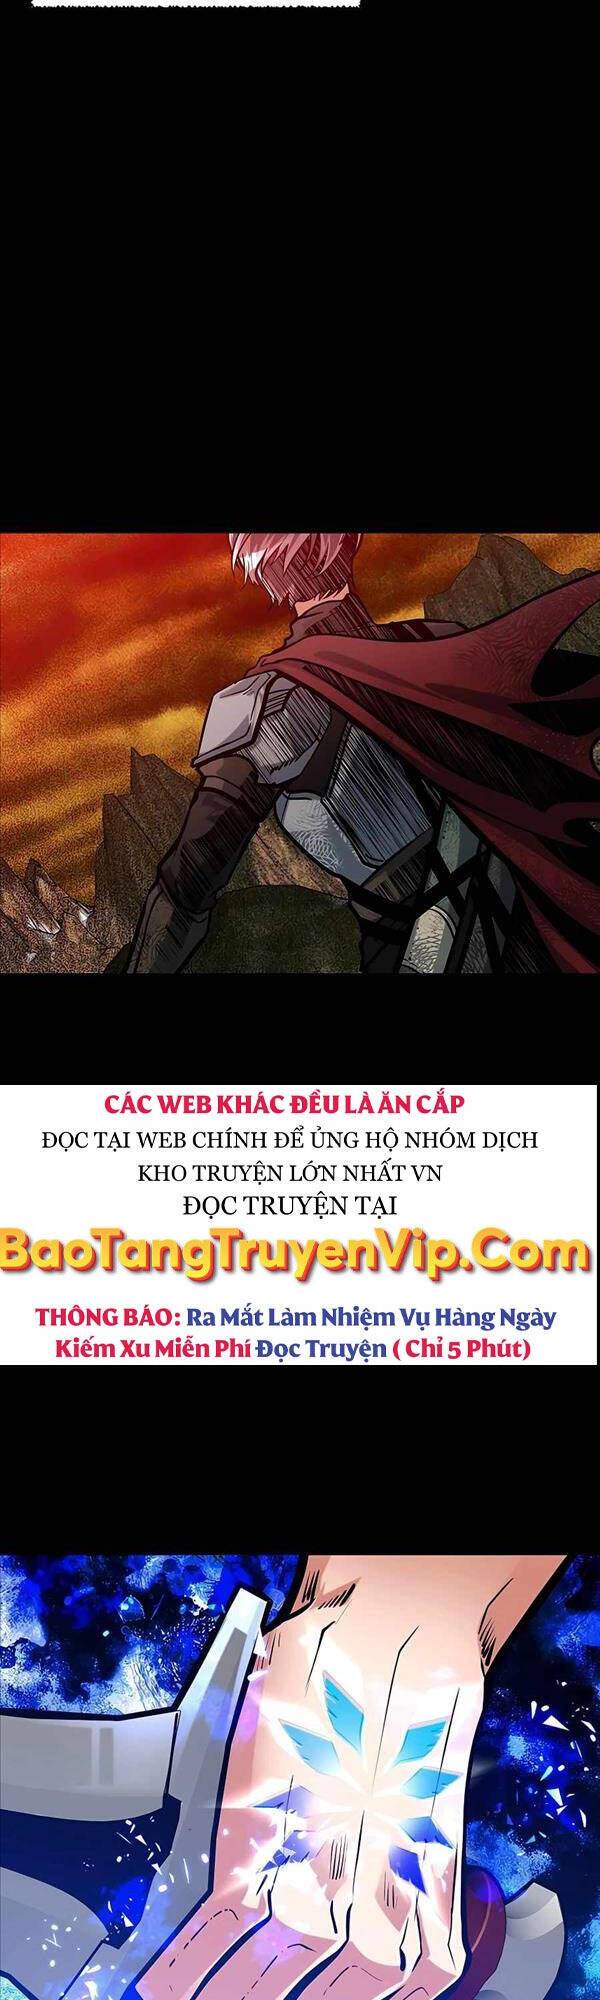 CÁC WEB KHÁC ĐỀU LÀ ĂN CẮP
ĐỌC TẠI WEB CHÍNH ĐỂ ỦNG HỘ NHÓM DỊCH
KHO TRUYỆN LỚN NHẤT VN
ĐỌC TRUYỆN TẠI
BaoTangTruyenVip.Com
THÔNG BÁO: Ra Mắt Làm Nhiệm Vụ Hàng Ngày
Kiếm Xu Miễn Phí Đọc Truyện ( Chỉ 5 Phút)